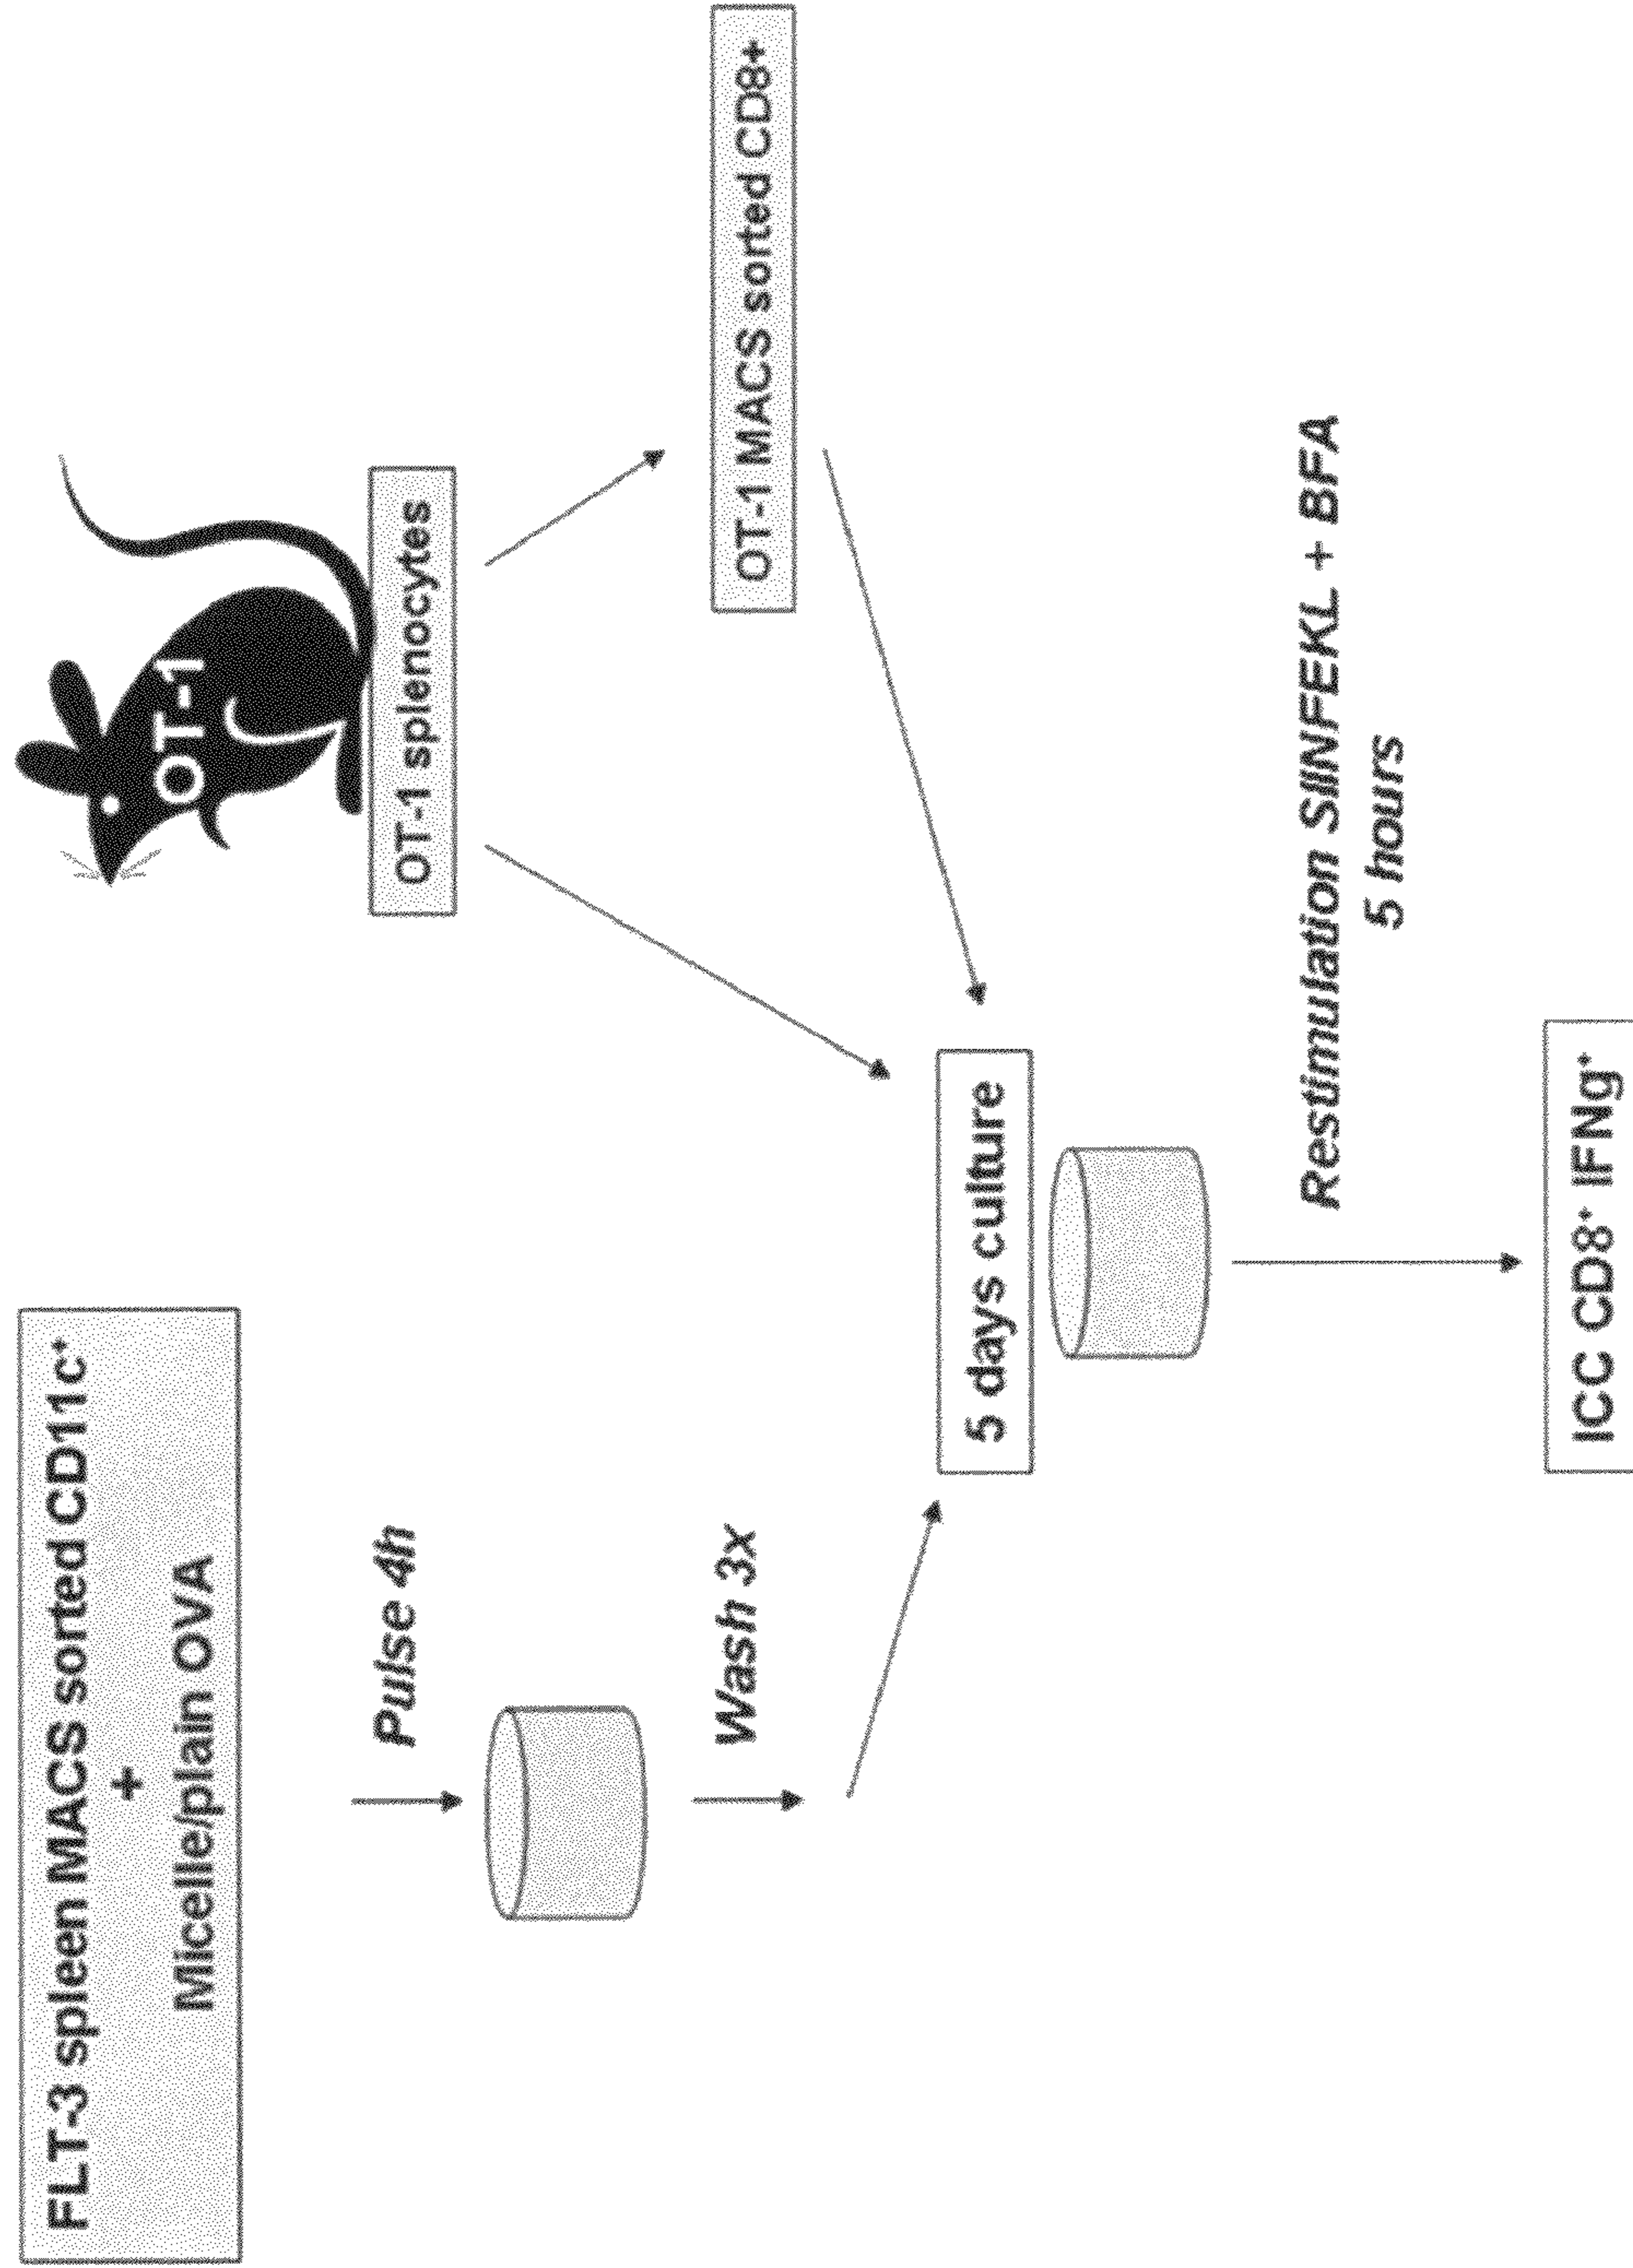 FLT-3 spleen MACS sorted CD11c⁺
+
Micelle/plain OVA
Pulse 4h
Wash 3x
OT-1
OT-1 splenocytes
OT-1 MACS sorted CD8+
5 days culture
Restimulation SIINFEKL + BFA
5 hours
ICC CD8⁺ IFNg⁺